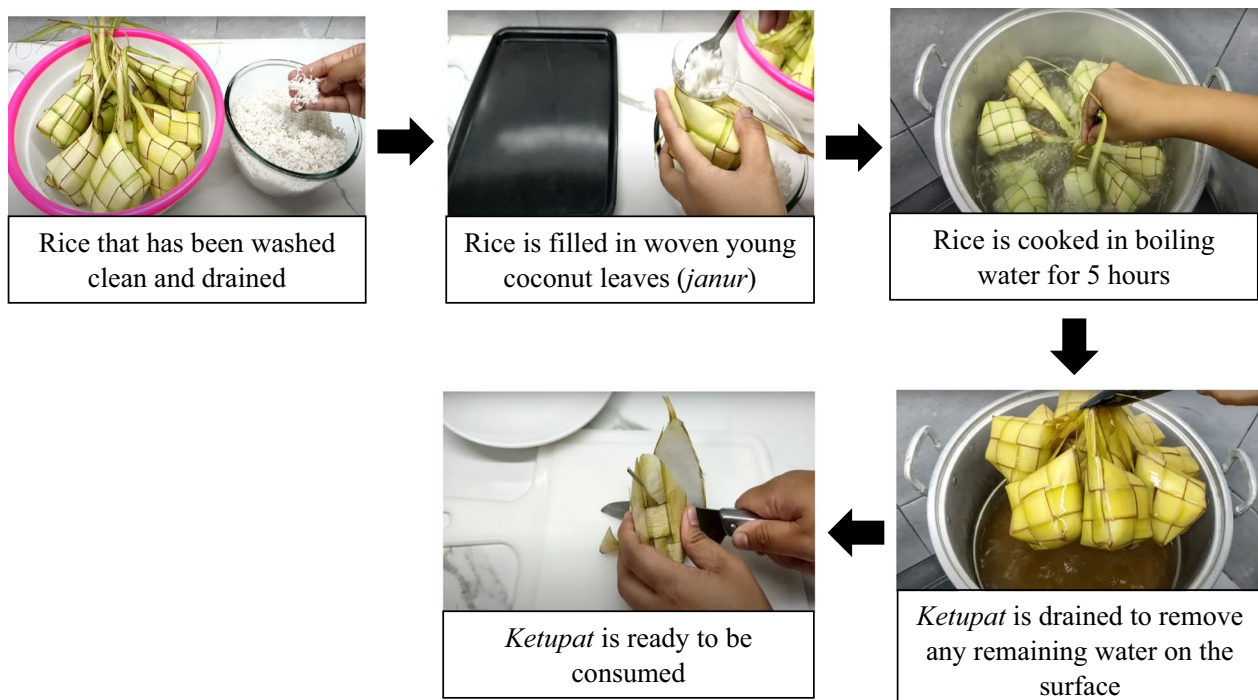 Rice that has been washed
clean and drained
Rice is filled in woven young
coconut leaves (janur)
Rice is cooked in boiling
water for 5 hours
Ketupat is drained to remove
any remaining water on the
surface
Ketupat is ready to be
consumed